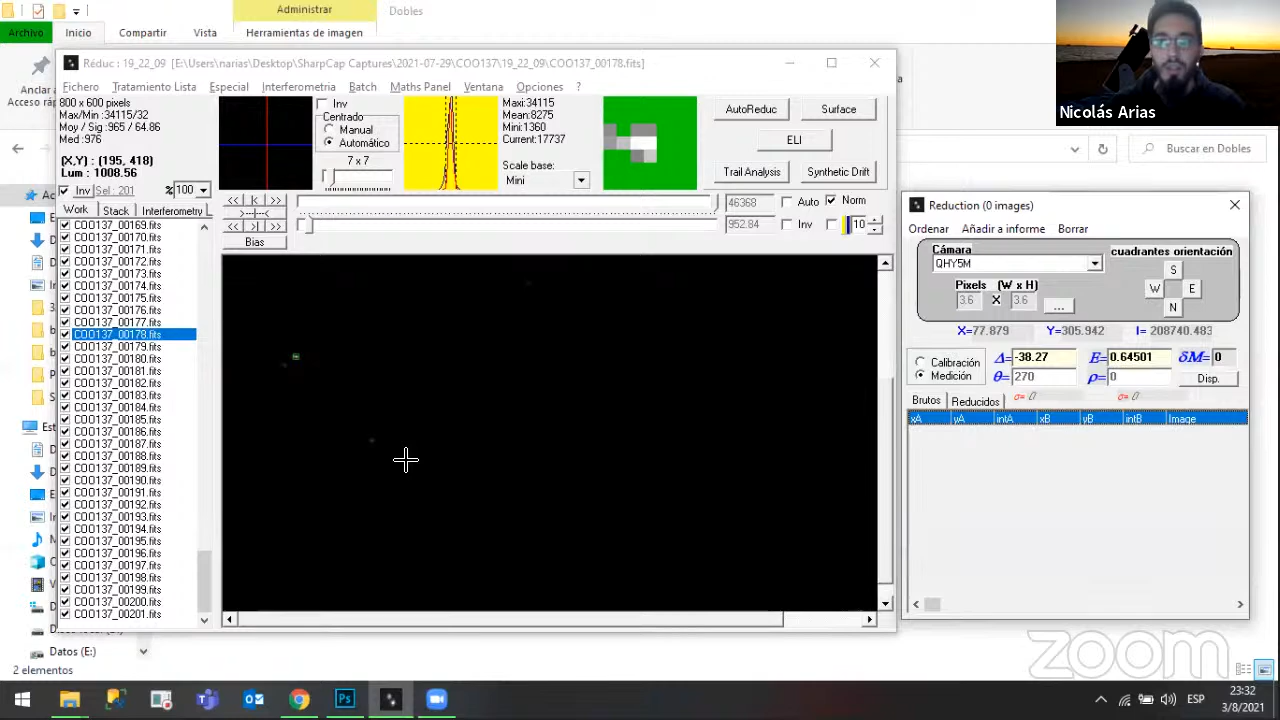 Administrar
Dobles
Archivo
Inicio
Compartir
Vista
Herramientas de imagen
Réduc : 19_22_09 [E:\Users\narias\Desktop\SharpCap Captures\2021-07-29\COO137\19_22_09\COO137_00178.fits]
Fichero
Tratamiento Lista
Especial
Interferometría
Batch
Maths Panel
Ventana
Opciones
?
Anclar a
Acceso rápido
800 x 600 pixels
Maxi / Mini: 34115/32
Moy / Sig :965 / 64.86
Med :976
(X,Y) : (195, 418)
Lum : 1008.56
Inv
Sel : 201
% 100
Inv
Centrado
Manual
Automático
7 x 7
Maxi:34115
Mean:8275
Mini:1360
Current:17737
Scale base:
Mini
AutoReduc
Surface
ELI
Trail Analysis
Synthetic Drift
Work
Stack
Interferometry
<< |< >>
>--+--<
<< >| >>
Bias
46368
Auto
Norm
952.84
Inv
10
COO137_00169.fits
COO137_00170.fits
COO137_00171.fits
COO137_00172.fits
COO137_00173.fits
COO137_00174.fits
COO137_00175.fits
COO137_00176.fits
COO137_00177.fits
COO137_00178.fits
COO137_00179.fits
COO137_00180.fits
COO137_00181.fits
COO137_00182.fits
COO137_00183.fits
COO137_00184.fits
COO137_00185.fits
COO137_00186.fits
COO137_00187.fits
COO137_00188.fits
COO137_00189.fits
COO137_00190.fits
COO137_00191.fits
COO137_00192.fits
COO137_00193.fits
COO137_00194.fits
COO137_00195.fits
COO137_00196.fits
COO137_00197.fits
COO137_00198.fits
COO137_00199.fits
COO137_00200.fits
COO137_00201.fits
Datos (E:)
2 elementos
Nicolás Arias
Buscar en Dobles
Reduction (0 images)
Ordenar
Añadir a informe
Borrar
Cámara
QHY5M
cuadrantes orientación
Pixels (W x H)
3.6 X 3.6
...
S
W
E
N
X=77.879 Y=305.942 I= 208740.483
Calibración
Medición
Δ= -38.27 E= 0.64501 δM= 0
θ= 270 ρ= 0
Disp.
Brutos
Reducidos
σ= 0
σ= 0
xA yA intA xB yB intB Image
zoom
ESP
23:32
3/8/2021